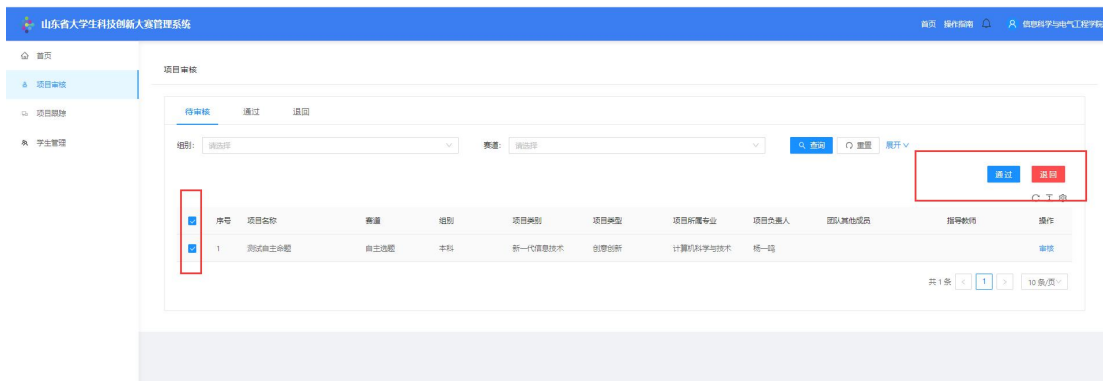 山东省大学生科技创新大赛管理系统 首页 操作指南 信息科学与电气工程学院
首页
项目审核
项目跟踪
学生管理
项目审核
待审核 通过 退回
组别: 请选择 赛道: 请选择 查询 重置 展开
通过 退回
序号 项目名称 赛道 组别 项目类别 项目类型 项目所属专业 项目负责人 团队其他成员 指导教师 操作
1 测试自主命题 自主选题 本科 新一代信息技术 创意创新 计算机科学与技术 杨一鸣 审核
共 1 条 1 10 条/页